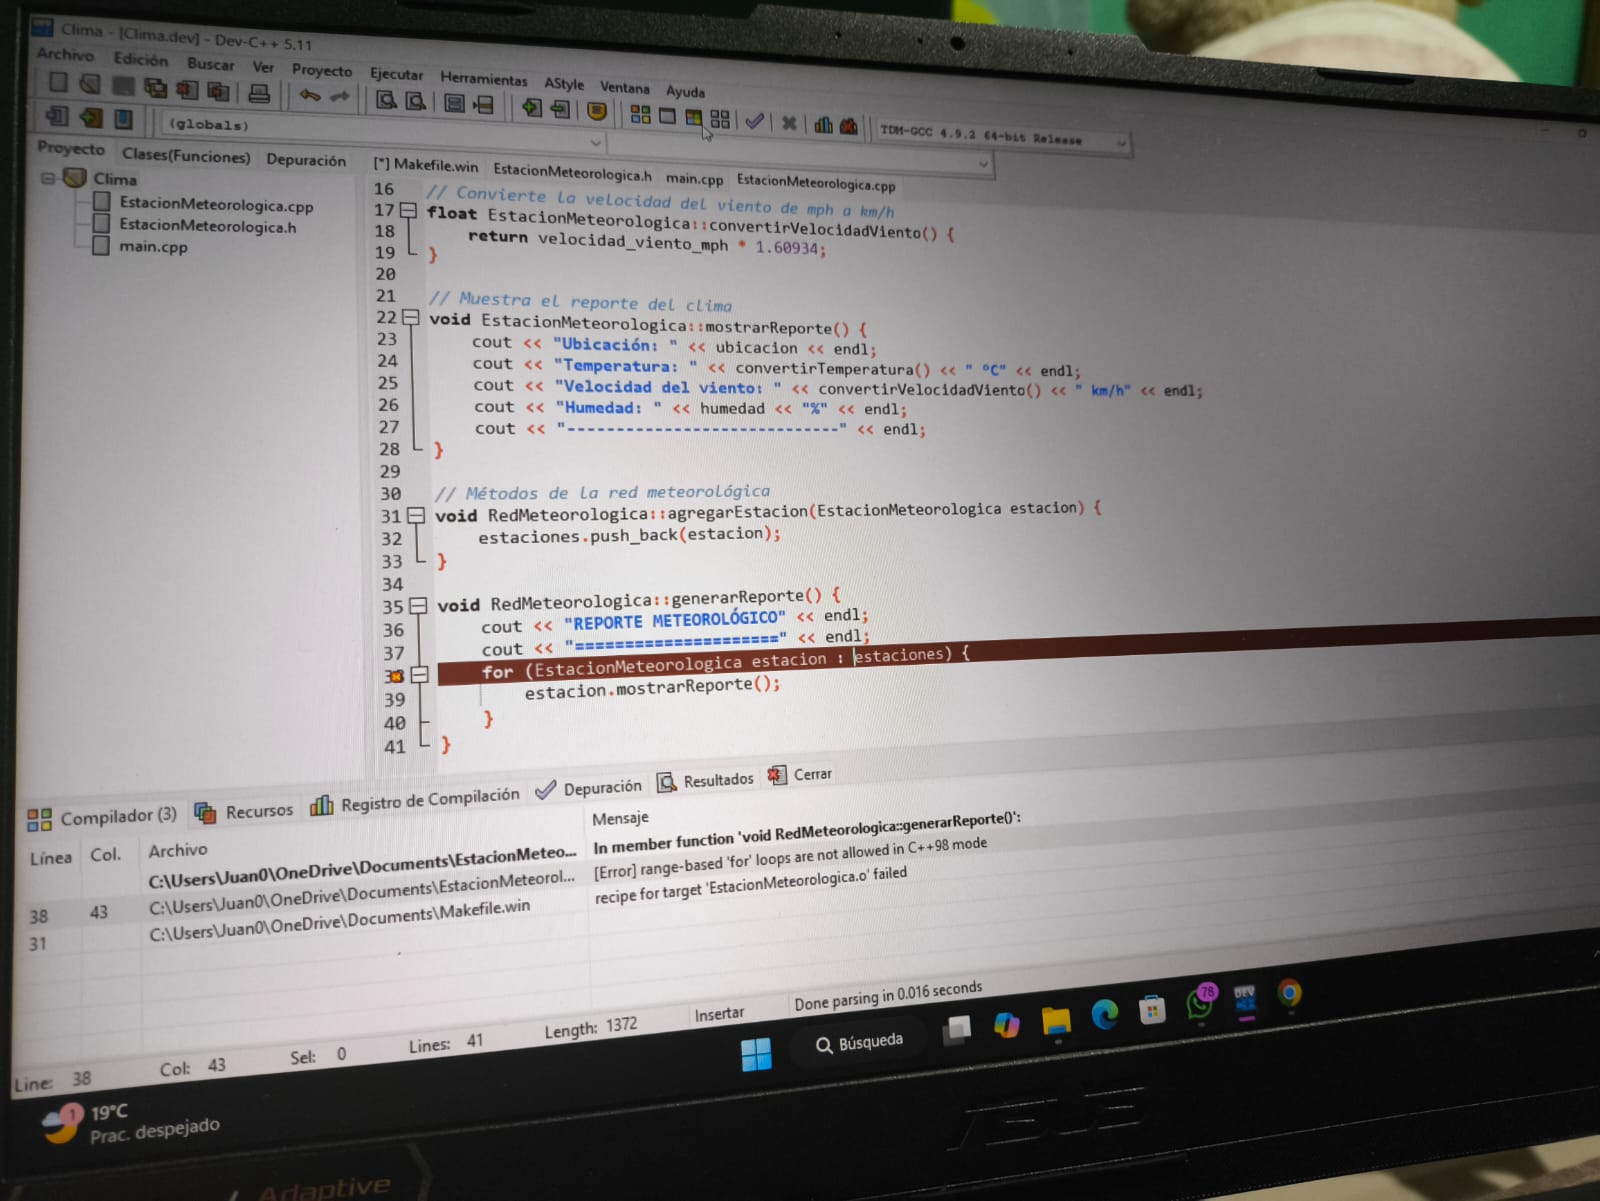 Clima - [Clima.dev] - Dev-C++ 5.11
Archivo Edición Buscar Ver Proyecto Ejecutar Herramientas AStyle Ventana Ayuda
(globals)
TDM-GCC 4.9.2 64-bit Release
Proyecto Clases(Funciones) Depuración
[*] Makefile.win EstacionMeteorologica.h main.cpp EstacionMeteorologica.cpp
Clima
EstacionMeteorologica.cpp
EstacionMeteorologica.h
main.cpp
16 // Convierte la velocidad del viento de mph a km/h
17 float EstacionMeteorologica::convertirVelocidadViento() {
18 return velocidad_viento_mph * 1.60934;
19 }
20
21 // Muestra el reporte del clima
22 void EstacionMeteorologica::mostrarReporte() {
23 cout << "Ubicación: " << ubicacion << endl;
24 cout << "Temperatura: " << convertirTemperatura() << " ºC" << endl;
25 cout << "Velocidad del viento: " << convertirVelocidadViento() << " km/h" << endl;
26 cout << "Humedad: " << humedad << "%" << endl;
27 cout << "----------------------------" << endl;
28 }
29
30 // Métodos de la red meteorológica
31 void RedMeteorologica::agregarEstacion(EstacionMeteorologica estacion) {
32 estaciones.push_back(estacion);
33 }
34
35 void RedMeteorologica::generarReporte() {
36 cout << "REPORTE METEOROLÓGICO" << endl;
37 cout << "=====================" << endl;
38 for (EstacionMeteorologica estacion : estaciones) {
39 estacion.mostrarReporte();
40 }
41 }
Compilador (3) Recursos Registro de Compilación Depuración Resultados Cerrar
Línea Col. Archivo Mensaje
C:\Users\Juan0\OneDrive\Documents\EstacionMeteo... In member function 'void RedMeteorologica::generarReporte()':
38 43 C:\Users\Juan0\OneDrive\Documents\EstacionMeteorol... [Error] range-based 'for' loops are not allowed in C++98 mode
31 C:\Users\Juan0\OneDrive\Documents\Makefile.win recipe for target 'EstacionMeteorologica.o' failed
Line: 38 Col: 43 Sel: 0 Lines: 41 Length: 1372 Insertar Done parsing in 0.016 seconds
Búsqueda
78
DEV
1
19°C
Prac. despejado
ASUS
Adaptive